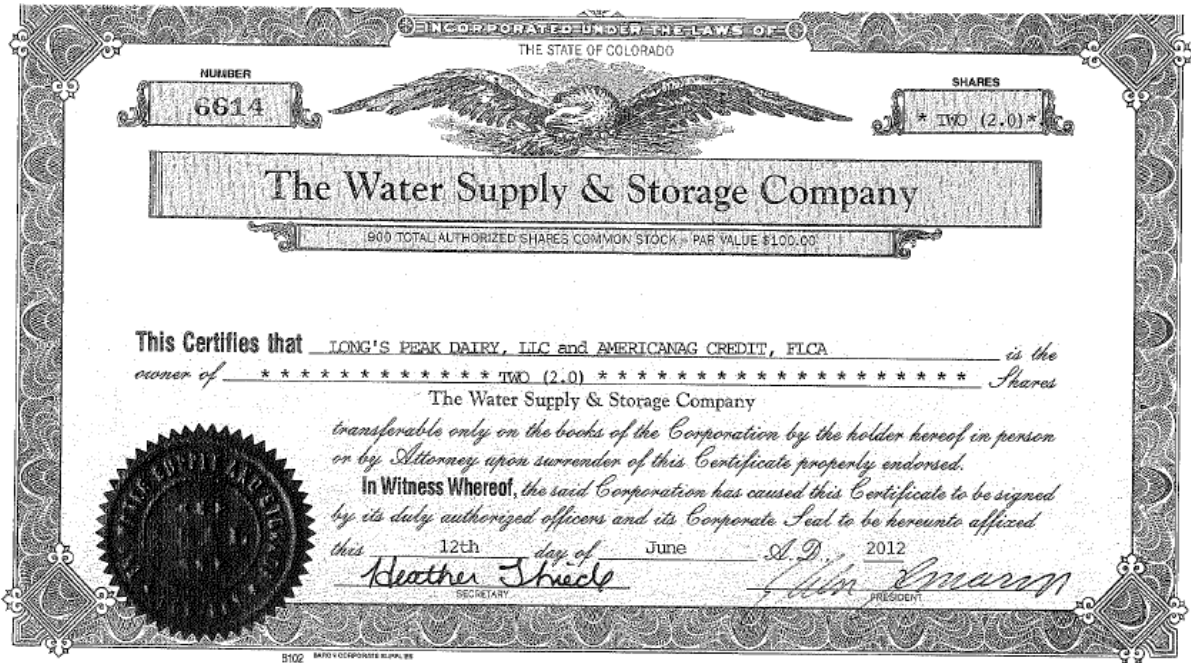 INCORPORATED UNDER THE LAWS OF
THE STATE OF COLORADO
NUMBER
6614
SHARES
* TWO (2.0)*
The Water Supply & Storage Company
900 TOTAL AUTHORIZED SHARES COMMON STOCK - PAR VALUE $100.00
This Certifies that LONG'S PEAK DAIRY, LLC and AMERICANAG CREDIT, FLCA is the
owner of * * * * * * * * * * * * TWO (2.0) * * * * * * * * * * * * * * * * * * * Shares
The Water Supply & Storage Company
transferable only on the books of the Corporation by the holder hereof in person
or by Attorney upon surrender of this Certificate properly endorsed.
In Witness Whereof, the said Corporation has caused this Certificate to be signed
by its duly authorized officers and its Corporate Seal to be hereunto affixed
this 12th day of June A.D. 2012
Heather Thiede
SECRETARY
PRESIDENT